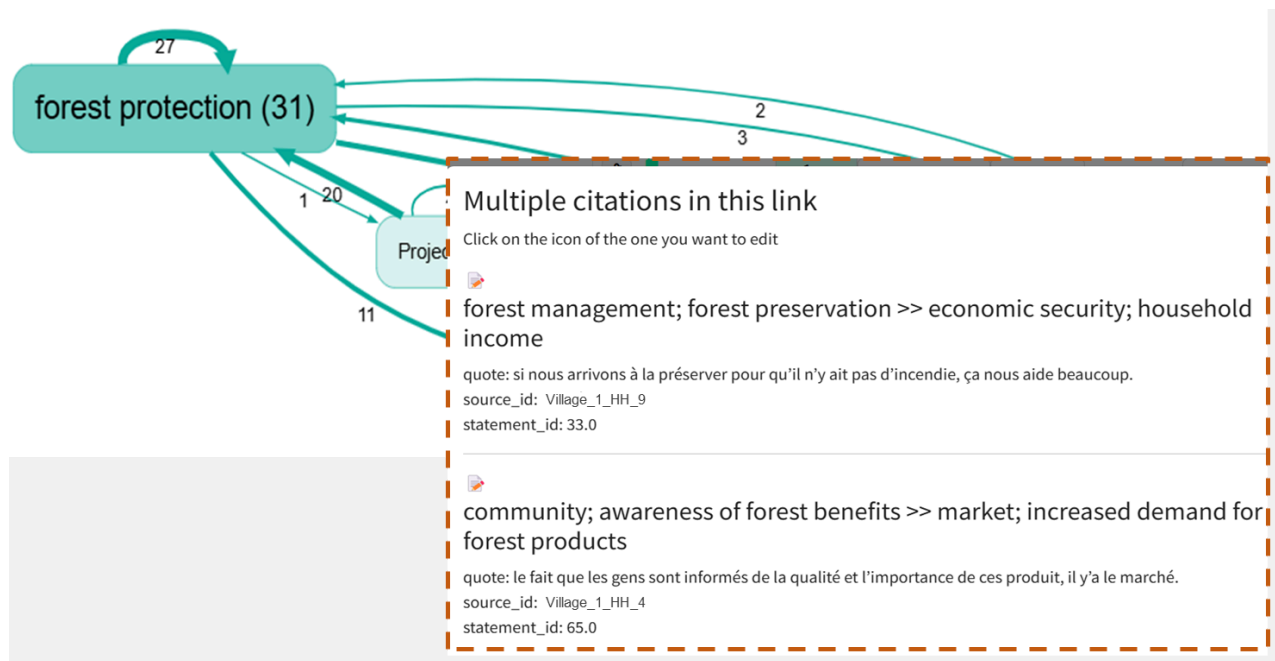 27
forest protection (31)
2
3
1
20
11
Multiple citations in this link
Click on the icon of the one you want to edit
forest management; forest preservation >> economic security; household
income
quote: si nous arrivons à la préserver pour qu’il n’y ait pas d’incendie, ça nous aide beaucoup.
source_id: Village_1_HH_9
statement_id: 33.0
community; awareness of forest benefits >> market; increased demand for
forest products
quote: le fait que les gens sont informés de la qualité et l’importance de ces produit, il y’a le marché.
source_id: Village_1_HH_4
statement_id: 65.0